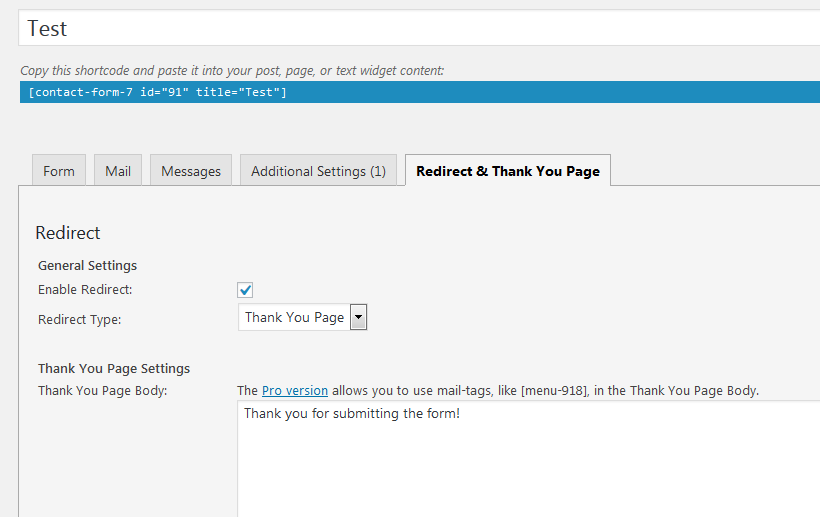 Test
Copy this shortcode and paste it into your post, page, or text widget content:
[contact-form-7 id="91" title="Test"]
Form Mail Messages Additional Settings (1) Redirect & Thank You Page
Redirect
General Settings
Enable Redirect:
Redirect Type: Thank You Page
Thank You Page Settings
Thank You Page Body: The Pro version allows you to use mail-tags, like [menu-918], in the Thank You Page Body.
Thank you for submitting the form!